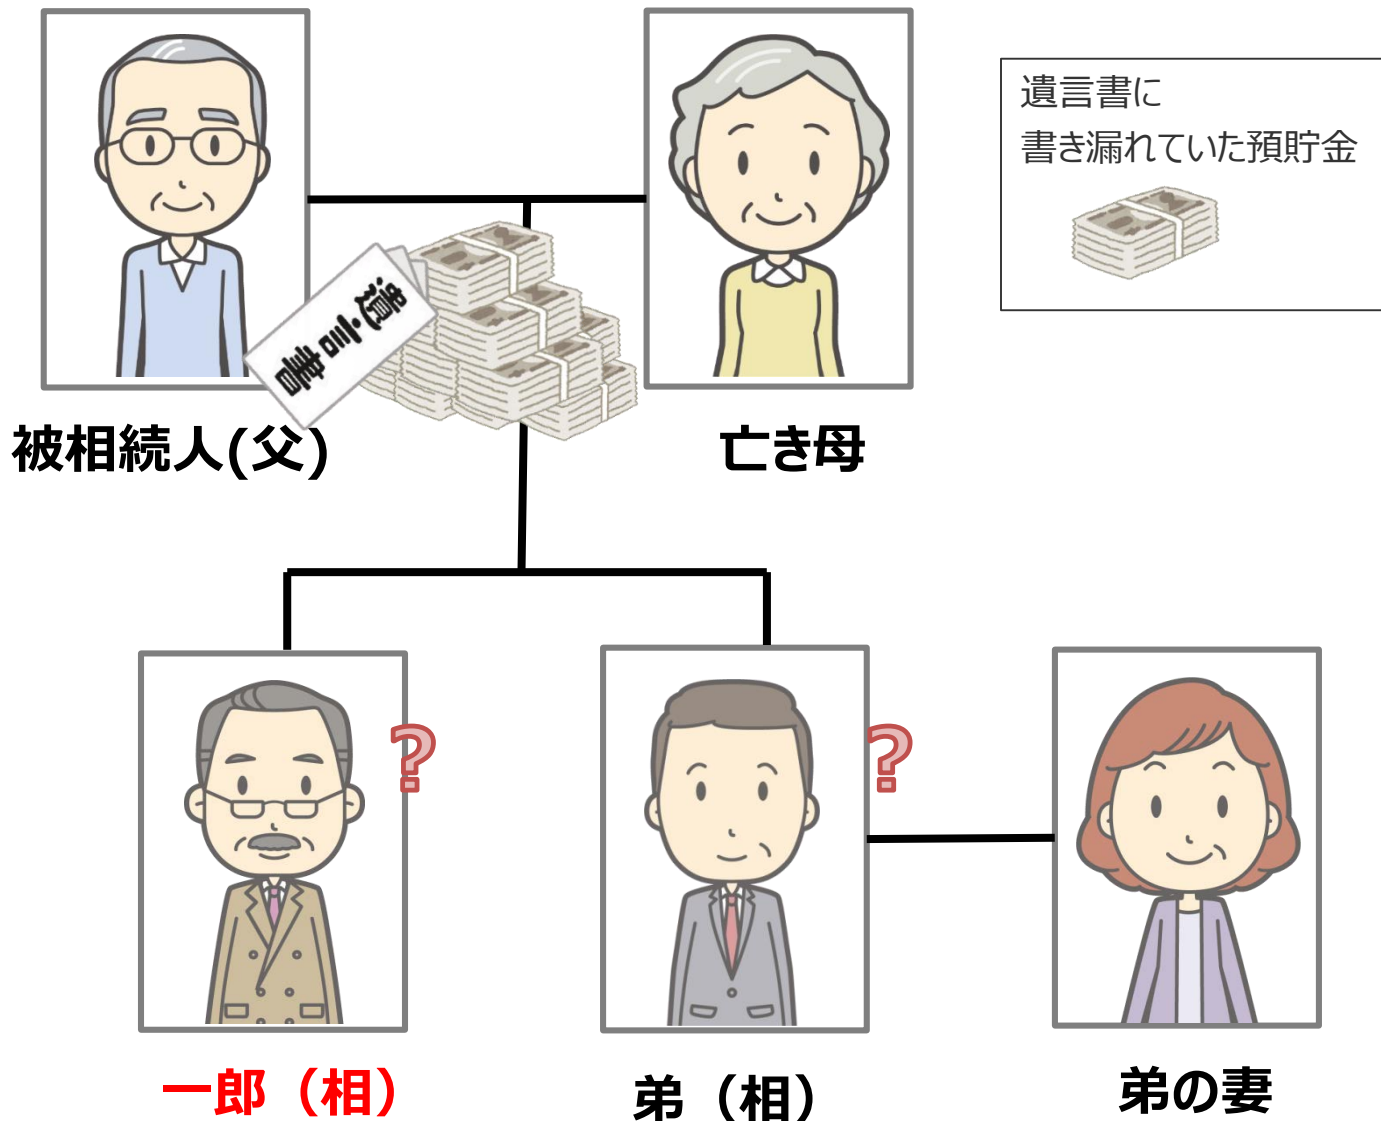 遺言書に
書き漏れていた預貯金
遺言書
被相続人(父)
亡き母
?
?
一郎（相）
弟（相）
弟の妻